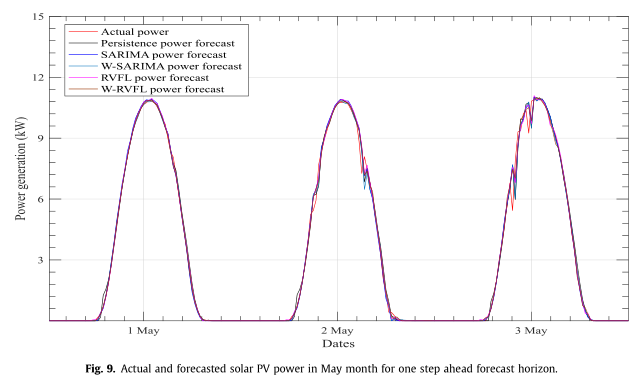 15
12
9
6
3
Power generation (kW)
Actual power
Persistence power forecast
SARIMA power forecast
W-SARIMA power forecast
RVFL power forecast
W-RVFL power forecast
1 May
2 May
3 May
Dates
Fig. 9. Actual and forecasted solar PV power in May month for one step ahead forecast horizon.